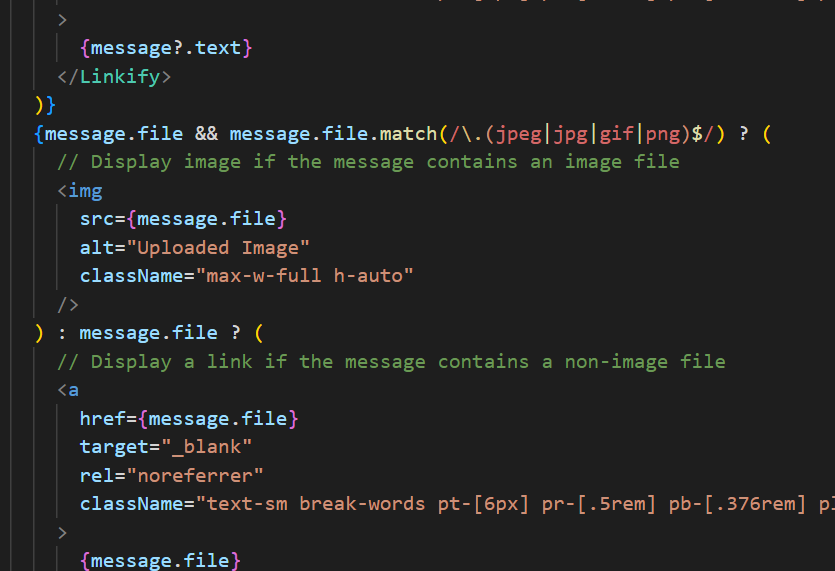 >
{message?.text}
</Linkify>
)}
{message.file && message.file.match(/\.(jpeg|jpg|gif|png)$/) ? (
// Display image if the message contains an image file
<img
src={message.file}
alt="Uploaded Image"
className="max-w-full h-auto"
/>
) : message.file ? (
// Display a link if the message contains a non-image file
<a
href={message.file}
target="_blank"
rel="noreferrer"
className="text-sm break-words pt-[6px] pr-[.5rem] pb-[.376rem]
>
{message.file}